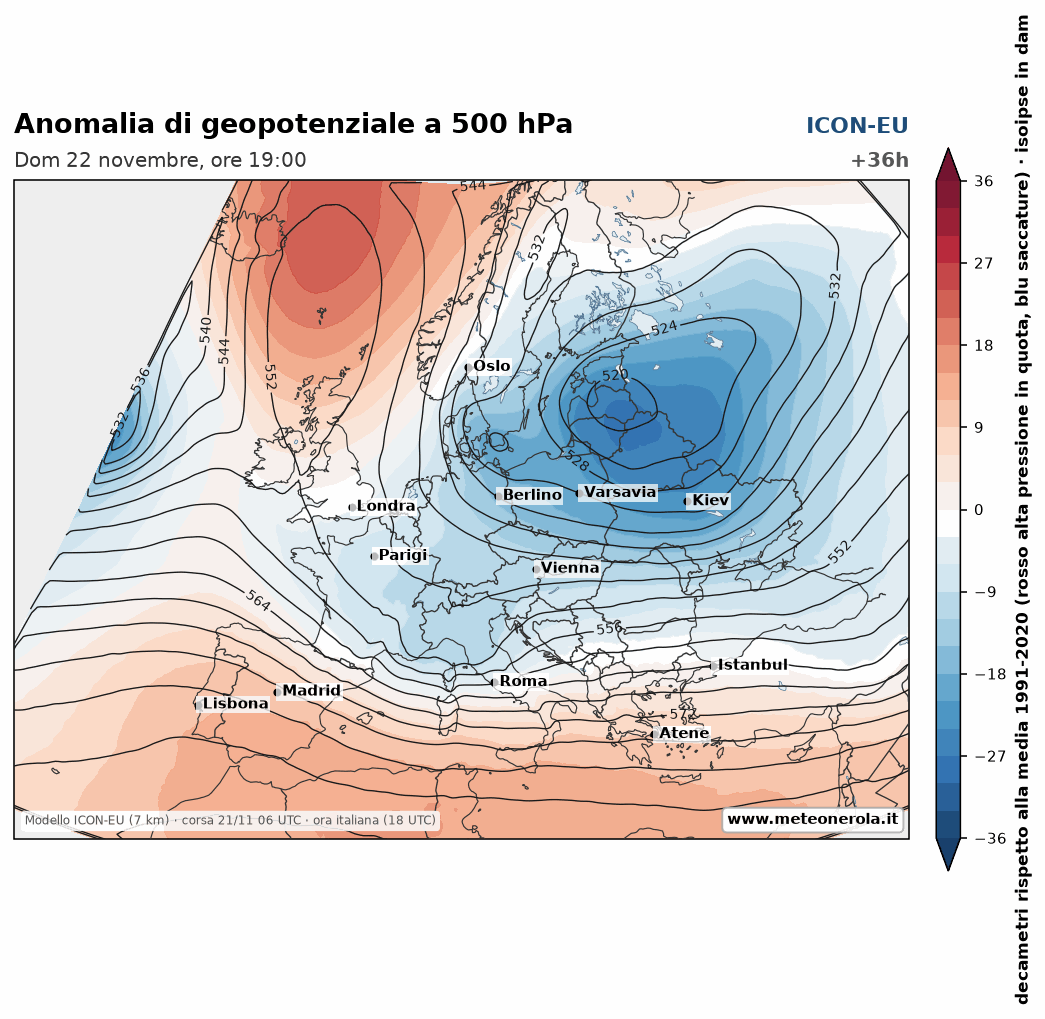 Anomalia di geopotenziale a 500 hPa
ICON-EU
Dom 22 novembre, ore 19:00
+36h
544
532
532
540
544
536
552
524
520
532
528
552
564
556
Oslo
Berlino
Varsavia
Kiev
Londra
Parigi
Vienna
Istanbul
Roma
Madrid
Lisbona
Atene
Modello ICON-EU (7 km) · corsa 21/11 06 UTC · ora italiana (18 UTC)
www.meteonerola.it
36
27
18
9
0
−9
−18
−27
−36
decametri rispetto alla media 1991-2020 (rosso alta pressione in quota, blu saccature) · isoipse in dam